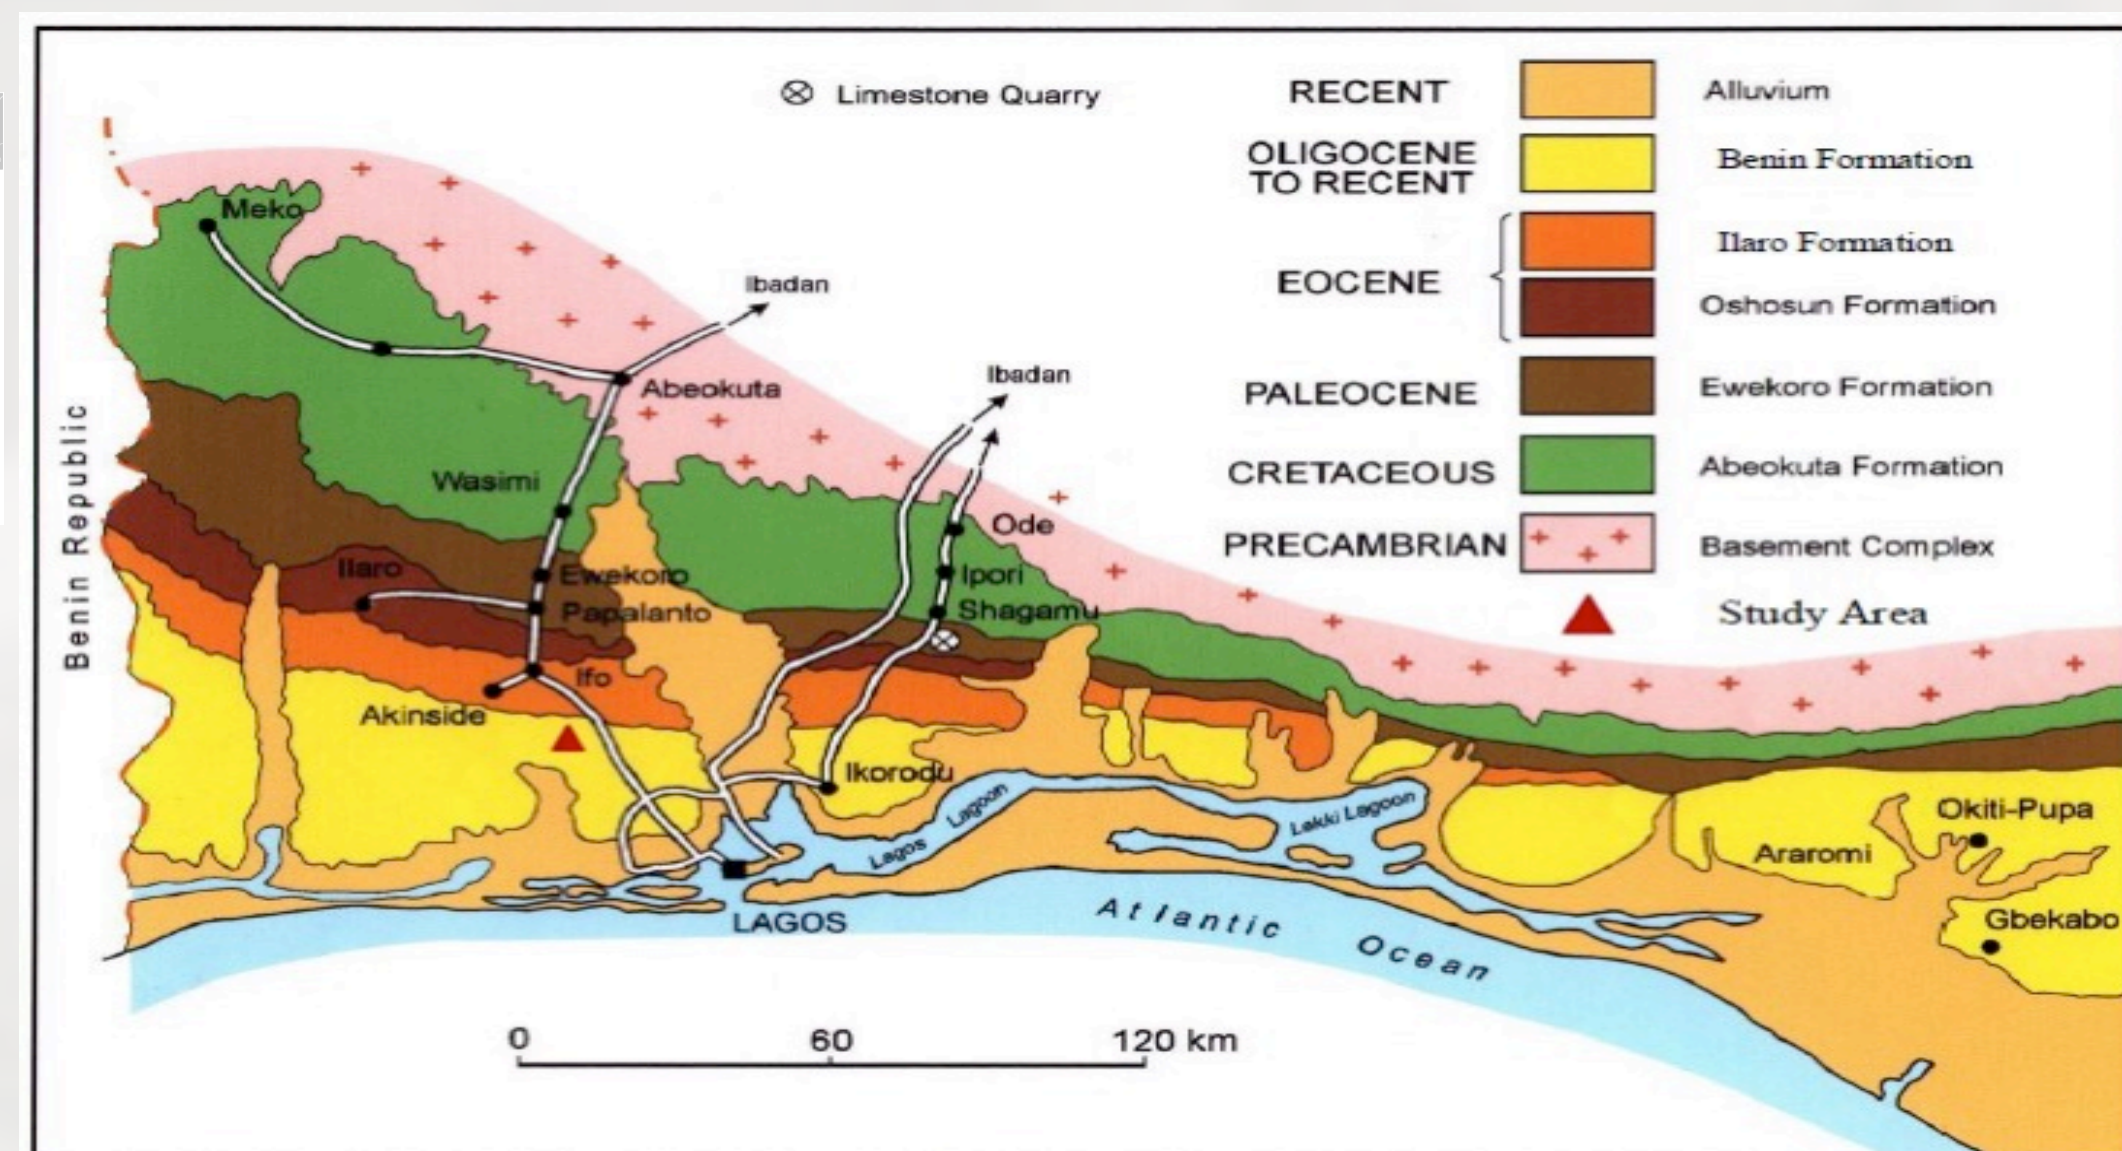 Limestone Quarry
RECENT
Alluvium
OLIGOCENE
TO RECENT
Benin Formation
EOCENE
Ilaro Formation
Oshosun Formation
PALEOCENE
Ewekoro Formation
CRETACEOUS
Abeokuta Formation
PRECAMBRIAN
Basement Complex
Study Area
Meko
Ibadan
Abeokuta
Ibadan
Benin Republic
Wasimi
Ode
Ilaro
Ewekoro
Ipori
Papalanto
Shagamu
Ifo
Akinside
Ikorodu
Lagos Lagoon
Lekki Lagoon
Okiti-Pupa
Araromi
Gbekabo
LAGOS
Atlantic Ocean
0 60 120 km